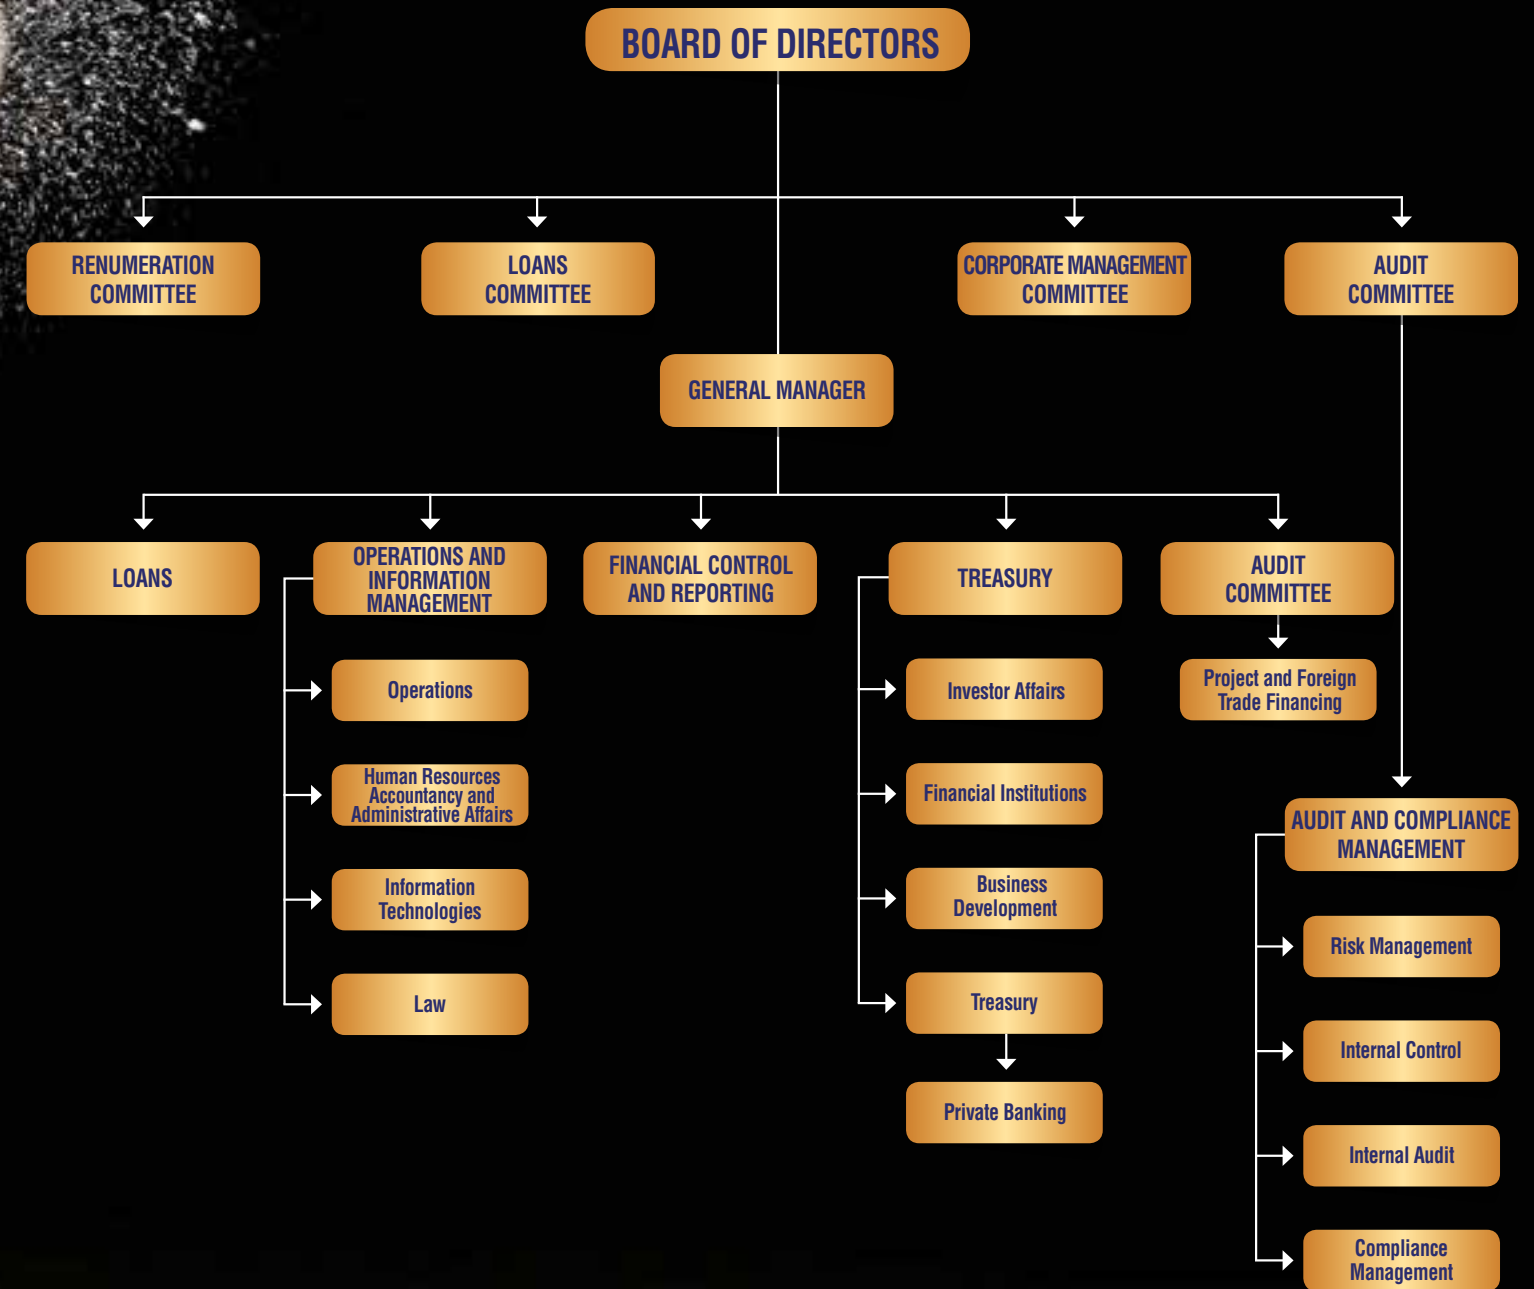 BOARD OF DIRECTORS
RENUMERATION
COMMITTEE
LOANS
COMMITTEE
CORPORATE MANAGEMENT
COMMITTEE
AUDIT
COMMITTEE
GENERAL MANAGER
LOANS
OPERATIONS AND
INFORMATION
MANAGEMENT
FINANCIAL CONTROL
AND REPORTING
TREASURY
AUDIT
COMMITTEE
Operations
Human Resources
Accountancy and
Administrative Affairs
Information
Technologies
Law
Investor Affairs
Financial Institutions
Business
Development
Treasury
Private Banking
Project and Foreign
Trade Financing
AUDIT AND COMPLIANCE
MANAGEMENT
Risk Management
Internal Control
Internal Audit
Compliance
Management